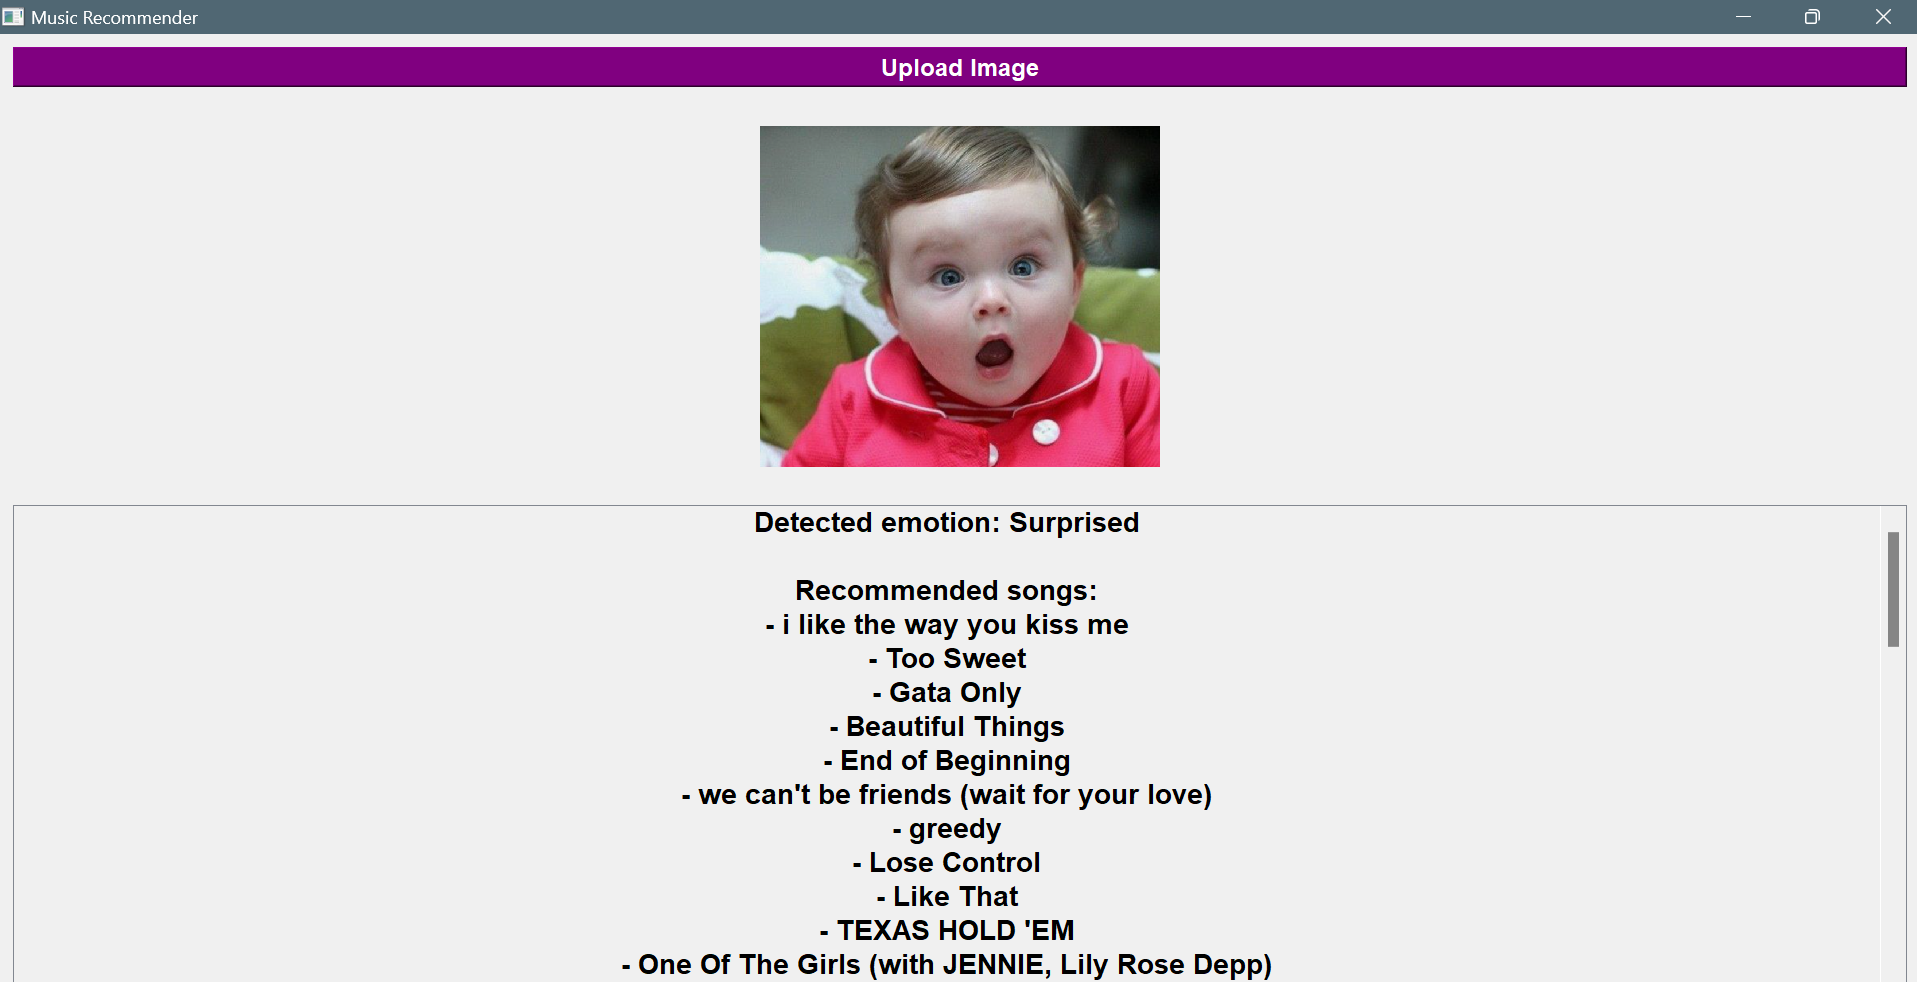 Music Recommender
Upload Image
Detected emotion: Surprised
Recommended songs:
- i like the way you kiss me
- Too Sweet
- Gata Only
- Beautiful Things
- End of Beginning
- we can't be friends (wait for your love)
- greedy
- Lose Control
- Like That
- TEXAS HOLD 'EM
- One Of The Girls (with JENNIE, Lily Rose Depp)